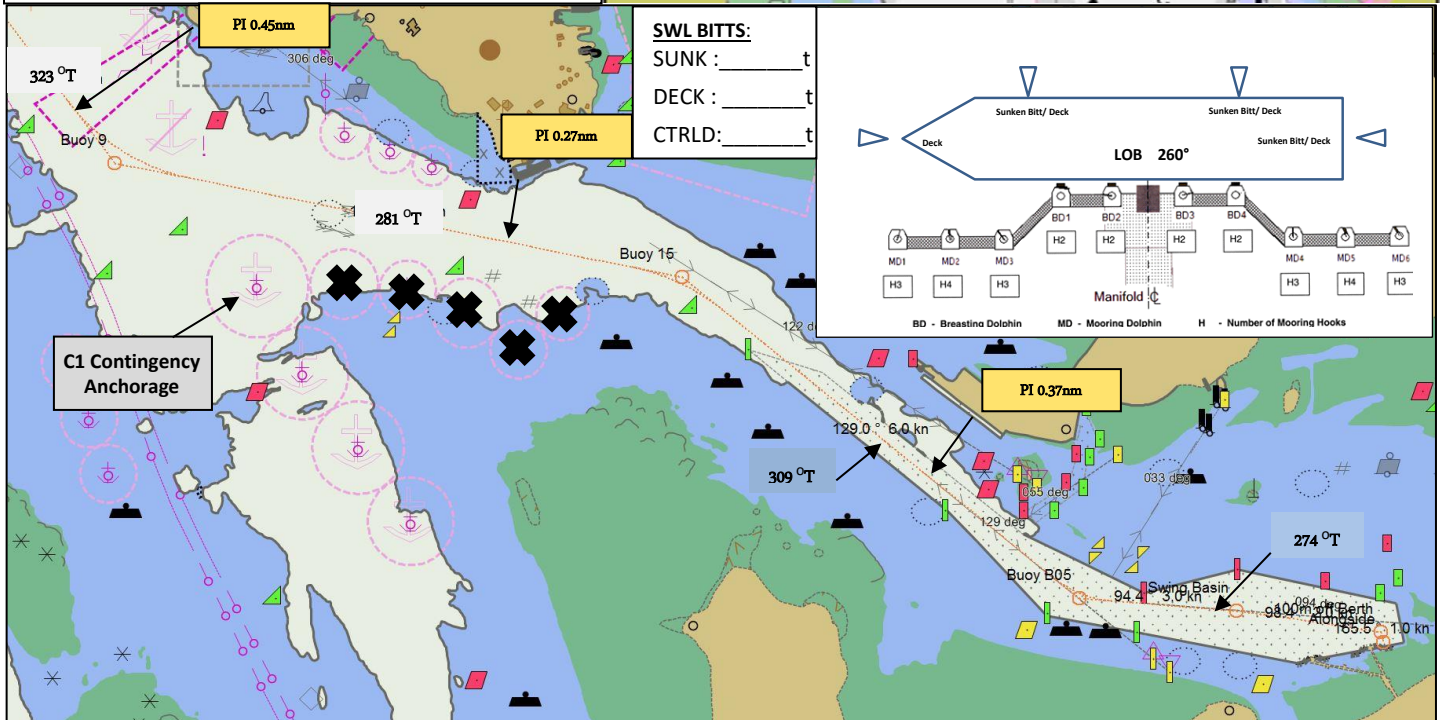 PI 0.45nm
306 deg
323 ⁰T
Buoy 9
PI 0.27nm
281 ⁰T
Buoy 15
C1 Contingency
Anchorage
SWL BITTS:
SUNK :_______t
DECK : _______t
CTRLD:_______t
Sunken Bitt/ Deck
Sunken Bitt/ Deck
Deck
Sunken Bitt/ Deck
LOB 260°
BD1
BD2
BD3
BD4
H2
H2
H2
H2
MD1
MD2
MD3
MD4
MD5
MD6
H3
H4
H3
H3
H4
H3
Manifold ℄
BD - Breasting Dolphin MD - Mooring Dolphin H - Number of Mooring Hooks
PI 0.37nm
129.0 ° 6.0 kn
309 ⁰T
055 deg
033 deg
129 deg
274 ⁰T
Buoy B05
Swing Basin
3.0 kn
094 deg
100m off Berth
Alongside
1.0 kn